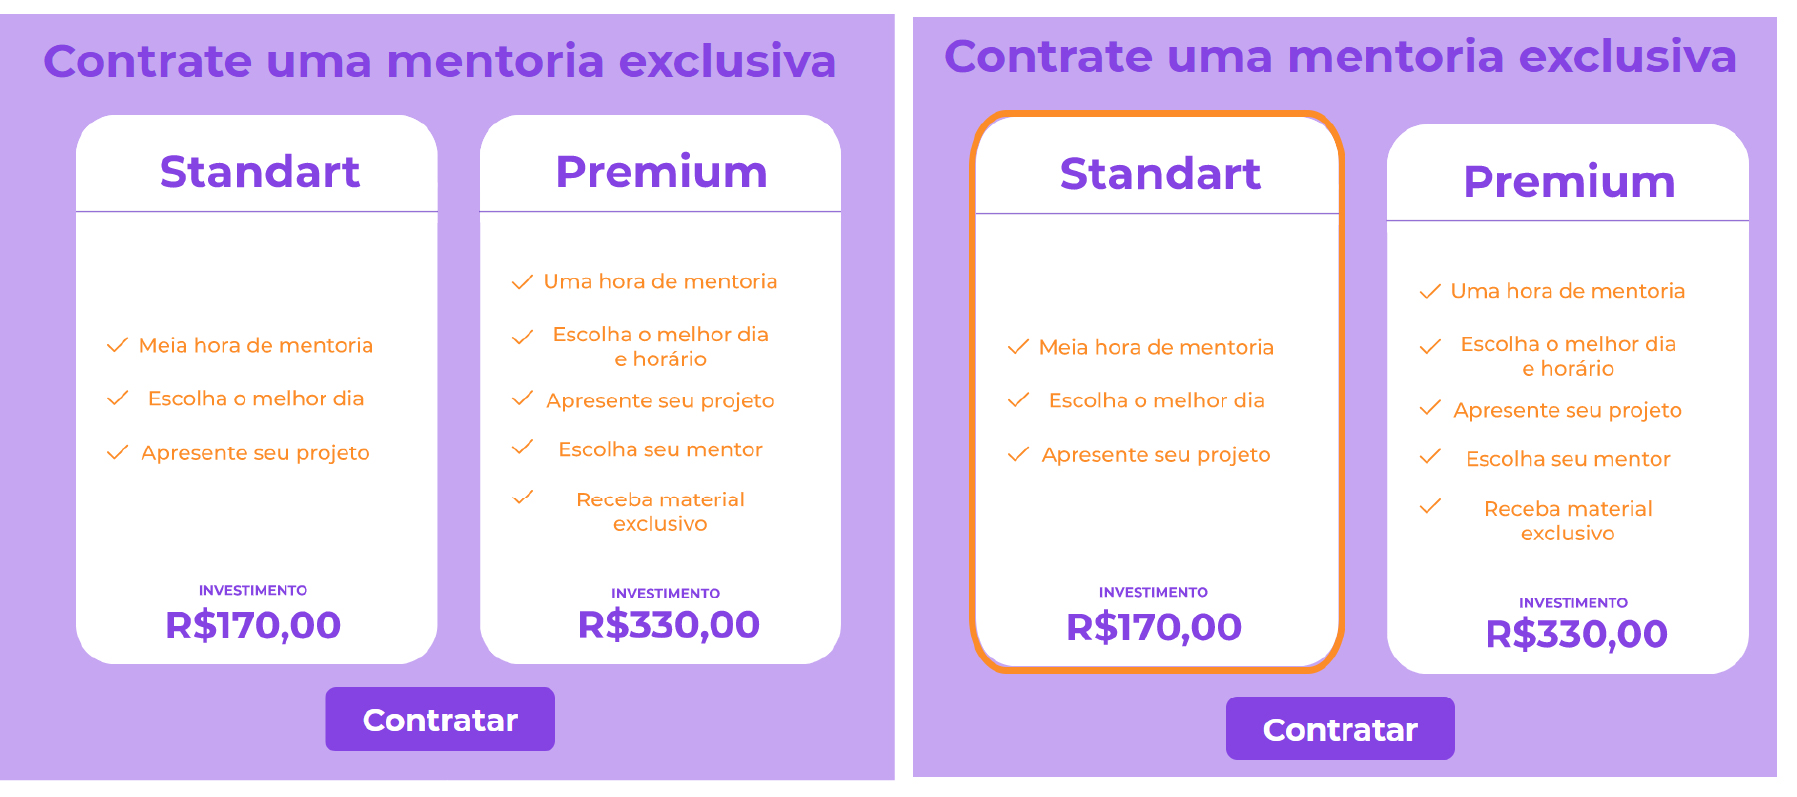 Contrate uma mentoria exclusiva
Standart
Meia hora de mentoria
Escolha o melhor dia
Apresente seu projeto
INVESTIMENTO
R$170,00
Premium
Uma hora de mentoria
Escolha o melhor dia
e horário
Apresente seu projeto
Escolha seu mentor
Receba material
exclusivo
INVESTIMENTO
R$330,00
Contratar
Contrate uma mentoria exclusiva
Standart
Meia hora de mentoria
Escolha o melhor dia
Apresente seu projeto
INVESTIMENTO
R$170,00
Premium
Uma hora de mentoria
Escolha o melhor dia
e horário
Apresente seu projeto
Escolha seu mentor
Receba material
exclusivo
INVESTIMENTO
R$330,00
Contratar